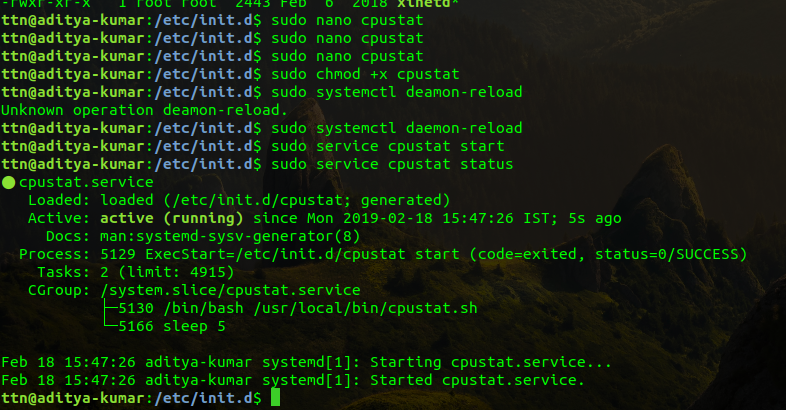 -rwxr-xr-x   1 root root  2443 Feb  6  2018 xinetd*
ttn@aditya-kumar:/etc/init.d$ sudo nano cpustat
ttn@aditya-kumar:/etc/init.d$ sudo nano cpustat
ttn@aditya-kumar:/etc/init.d$ sudo nano cpustat
ttn@aditya-kumar:/etc/init.d$ sudo chmod +x cpustat
ttn@aditya-kumar:/etc/init.d$ sudo systemctl deamon-reload
Unknown operation deamon-reload.
ttn@aditya-kumar:/etc/init.d$ sudo systemctl daemon-reload
ttn@aditya-kumar:/etc/init.d$ sudo service cpustat start
ttn@aditya-kumar:/etc/init.d$ sudo service cpustat status
● cpustat.service
   Loaded: loaded (/etc/init.d/cpustat; generated)
   Active: active (running) since Mon 2019-02-18 15:47:26 IST; 5s ago
     Docs: man:systemd-sysv-generator(8)
  Process: 5129 ExecStart=/etc/init.d/cpustat start (code=exited, status=0/SUCCESS)
    Tasks: 2 (limit: 4915)
   CGroup: /system.slice/cpustat.service
           ├─5130 /bin/bash /usr/local/bin/cpustat.sh
           └─5166 sleep 5
Feb 18 15:47:26 aditya-kumar systemd[1]: Starting cpustat.service...
Feb 18 15:47:26 aditya-kumar systemd[1]: Started cpustat.service.
ttn@aditya-kumar:/etc/init.d$